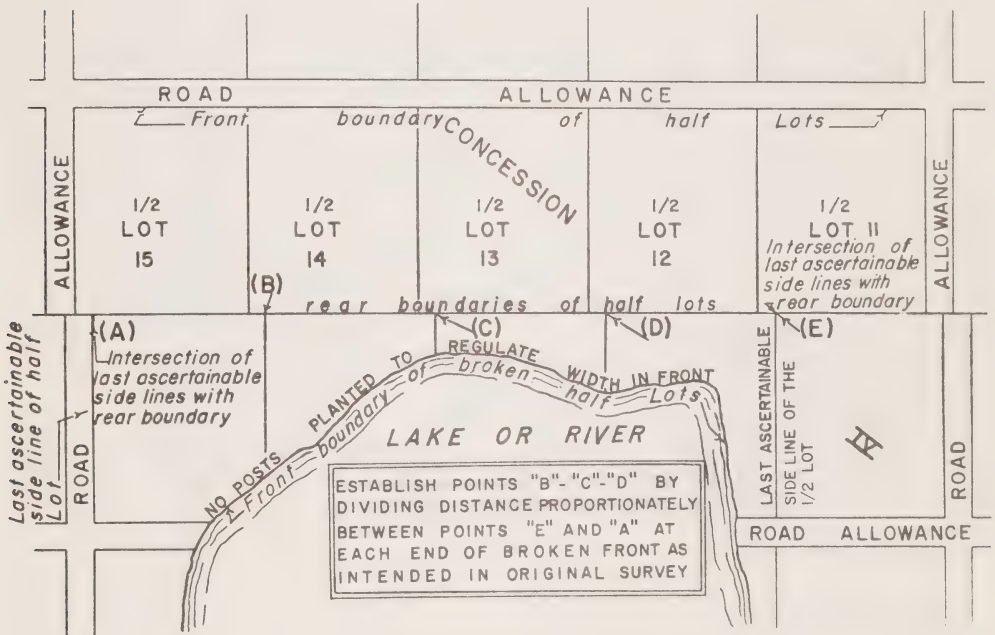 ROAD ALLOWANCE
Front boundary of half Lots
CONCESSION
ALLOWANCE
1/2
LOT
15
1/2
LOT
14
1/2
LOT
13
1/2
LOT
12
1/2
LOT 11
ALLOWANCE
Intersection of
last ascertainable
side lines with
rear boundary
(B)
rear boundaries of half lots
(A)
(C)
(D)
(E)
Intersection of
last ascertainable
side lines with
rear boundary
Last ascertainable
side line of half
Lot
ROAD
NO POSTS PLANTED TO REGULATE WIDTH IN FRONT
Front boundary of broken half Lots
LAKE OR RIVER
LAST ASCERTAINABLE
SIDE LINE OF THE
1/2 LOT
IV
ROAD
ESTABLISH POINTS "B"-"C"-"D" BY
DIVIDING DISTANCE PROPORTIONATELY
BETWEEN POINTS "E" AND "A" AT
EACH END OF BROKEN FRONT AS
INTENDED IN ORIGINAL SURVEY
ROAD ALLOWANCE